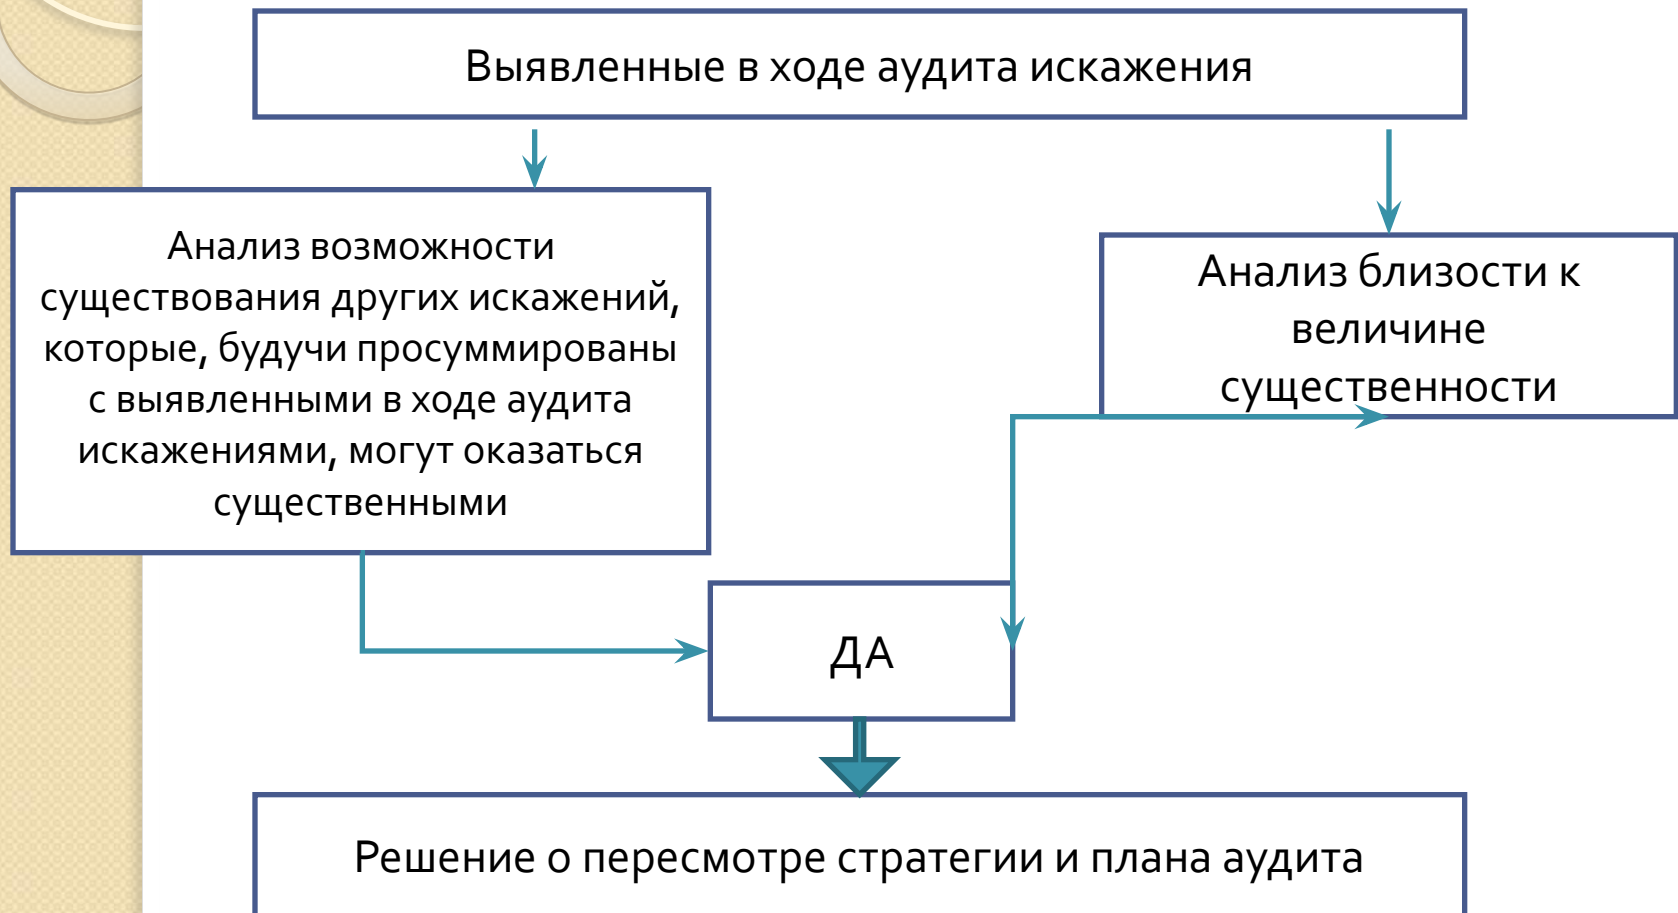 Выявленные в ходе аудита искажения
Анализ возможности
существования других искажений,
которые, будучи просуммированы
с выявленными в ходе аудита
искажениями, могут оказаться
существенными
Анализ близости к
величине
существенности
ДА
Решение о пересмотре стратегии и плана аудита